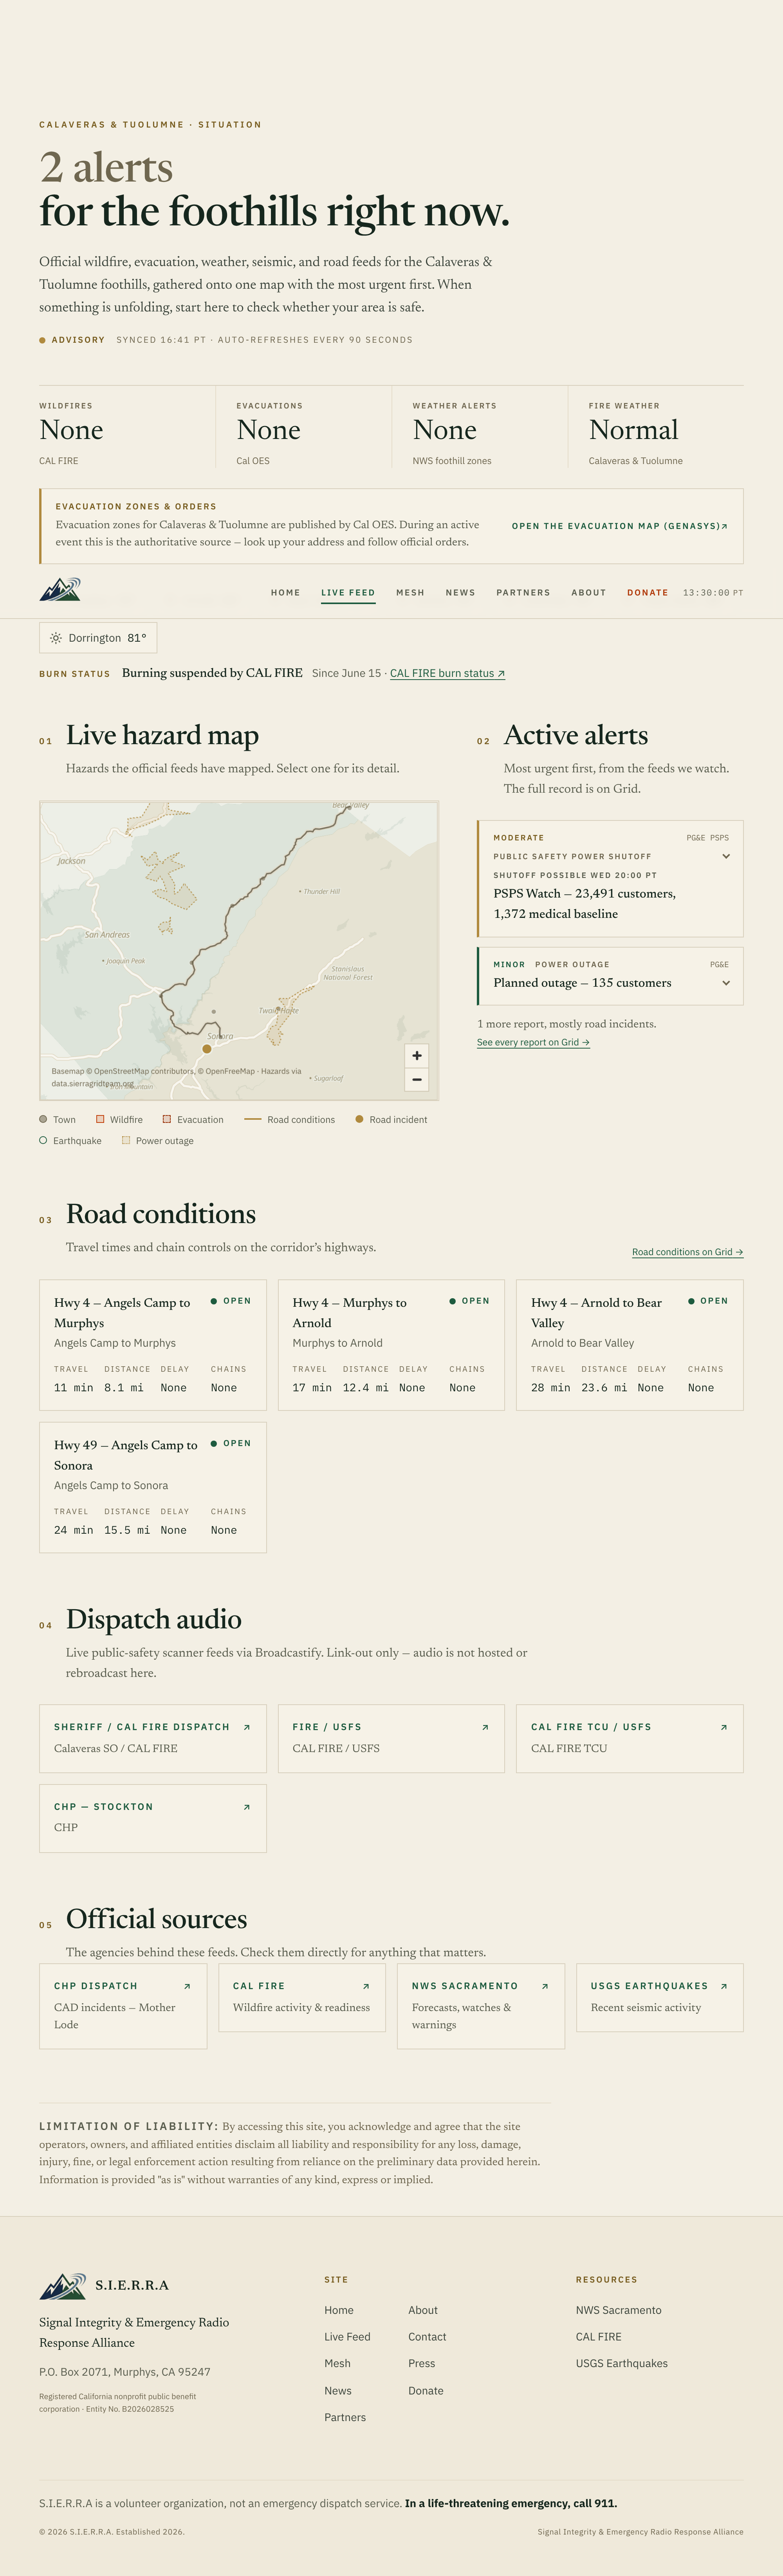 CALAVERAS & TUOLUMNE · SITUATION
2 alerts
for the foothills right now.
Official wildfire, evacuation, weather, seismic, and road feeds for the Calaveras &
Tuolumne foothills, gathered onto one map with the most urgent first. When
something is unfolding, start here to check whether your area is safe.
ADVISORY SYNCED 16:41 PT · AUTO-REFRESHES EVERY 90 SECONDS
WILDFIRES
None
CAL FIRE
EVACUATIONS
None
Cal OES
WEATHER ALERTS
None
NWS foothill zones
FIRE WEATHER
Normal
Calaveras & Tuolumne
EVACUATION ZONES & ORDERS
Evacuation zones for Calaveras & Tuolumne are published by Cal OES. During an active
event this is the authoritative source — look up your address and follow official orders.
OPEN THE EVACUATION MAP (GENASYS)↗
HOME LIVE FEED MESH NEWS PARTNERS ABOUT DONATE 13:30:00 PT
Dorrington 81°
BURN STATUS Burning suspended by CAL FIRE Since June 15 · CAL FIRE burn status ↗
01 Live hazard map
Hazards the official feeds have mapped. Select one for its detail.
Bear Valley
Jackson
Thunder Hill
San Andreas
Joaquin Peak
Stanislaus
National Forest
Twain Harte
Sonora
Sugarloaf
Basemap © OpenStreetMap contributors, © OpenFreeMap · Hazards via
data.sierragridteam.org
Town Wildfire Evacuation Road conditions Road incident
Earthquake Power outage
02 Active alerts
Most urgent first, from the feeds we watch.
The full record is on Grid.
MODERATE PG&E PSPS
PUBLIC SAFETY POWER SHUTOFF
SHUTOFF POSSIBLE WED 20:00 PT
PSPS Watch — 23,491 customers,
1,372 medical baseline
MINOR POWER OUTAGE PG&E
Planned outage — 135 customers
1 more report, mostly road incidents.
See every report on Grid →
03 Road conditions
Travel times and chain controls on the corridor's highways.
Road conditions on Grid →
Hwy 4 — Angels Camp to
Murphys
OPEN
Angels Camp to Murphys
TRAVEL DISTANCE DELAY CHAINS
11 min 8.1 mi None None
Hwy 4 — Murphys to
Arnold
OPEN
Murphys to Arnold
TRAVEL DISTANCE DELAY CHAINS
17 min 12.4 mi None None
Hwy 4 — Arnold to Bear
Valley
OPEN
Arnold to Bear Valley
TRAVEL DISTANCE DELAY CHAINS
28 min 23.6 mi None None
Hwy 49 — Angels Camp to
Sonora
OPEN
Angels Camp to Sonora
TRAVEL DISTANCE DELAY CHAINS
24 min 15.5 mi None None
04 Dispatch audio
Live public-safety scanner feeds via Broadcastify. Link-out only — audio is not hosted or
rebroadcast here.
SHERIFF / CAL FIRE DISPATCH ↗
Calaveras SO / CAL FIRE
FIRE / USFS ↗
CAL FIRE / USFS
CAL FIRE TCU / USFS ↗
CAL FIRE TCU
CHP — STOCKTON ↗
CHP
05 Official sources
The agencies behind these feeds. Check them directly for anything that matters.
CHP DISPATCH ↗
CAD incidents — Mother
Lode
CAL FIRE ↗
Wildfire activity & readiness
NWS SACRAMENTO ↗
Forecasts, watches &
warnings
USGS EARTHQUAKES ↗
Recent seismic activity
LIMITATION OF LIABILITY: By accessing this site, you acknowledge and agree that the site
operators, owners, and affiliated entities disclaim all liability and responsibility for any loss, damage,
injury, fine, or legal enforcement action resulting from reliance on the preliminary data provided herein.
Information is provided "as is" without warranties of any kind, express or implied.
S.I.E.R.R.A
Signal Integrity & Emergency Radio
Response Alliance
P.O. Box 2071, Murphys, CA 95247
Registered California nonprofit public benefit
corporation · Entity No. B2026028525
SITE
Home About
Live Feed Contact
Mesh Press
News Donate
Partners
RESOURCES
NWS Sacramento
CAL FIRE
USGS Earthquakes
S.I.E.R.R.A is a volunteer organization, not an emergency dispatch service. In a life-threatening emergency, call 911.
© 2026 S.I.E.R.R.A. Established 2026.
Signal Integrity & Emergency Radio Response Alliance